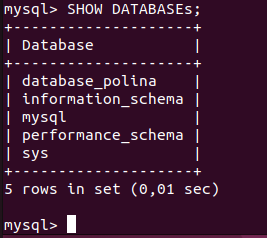 mysql> SHOW DATABASEs;
+--------------------+
| Database           |
+--------------------+
| database_polina    |
| information_schema |
| mysql              |
| performance_schema |
| sys                |
+--------------------+
5 rows in set (0,01 sec)
mysql>